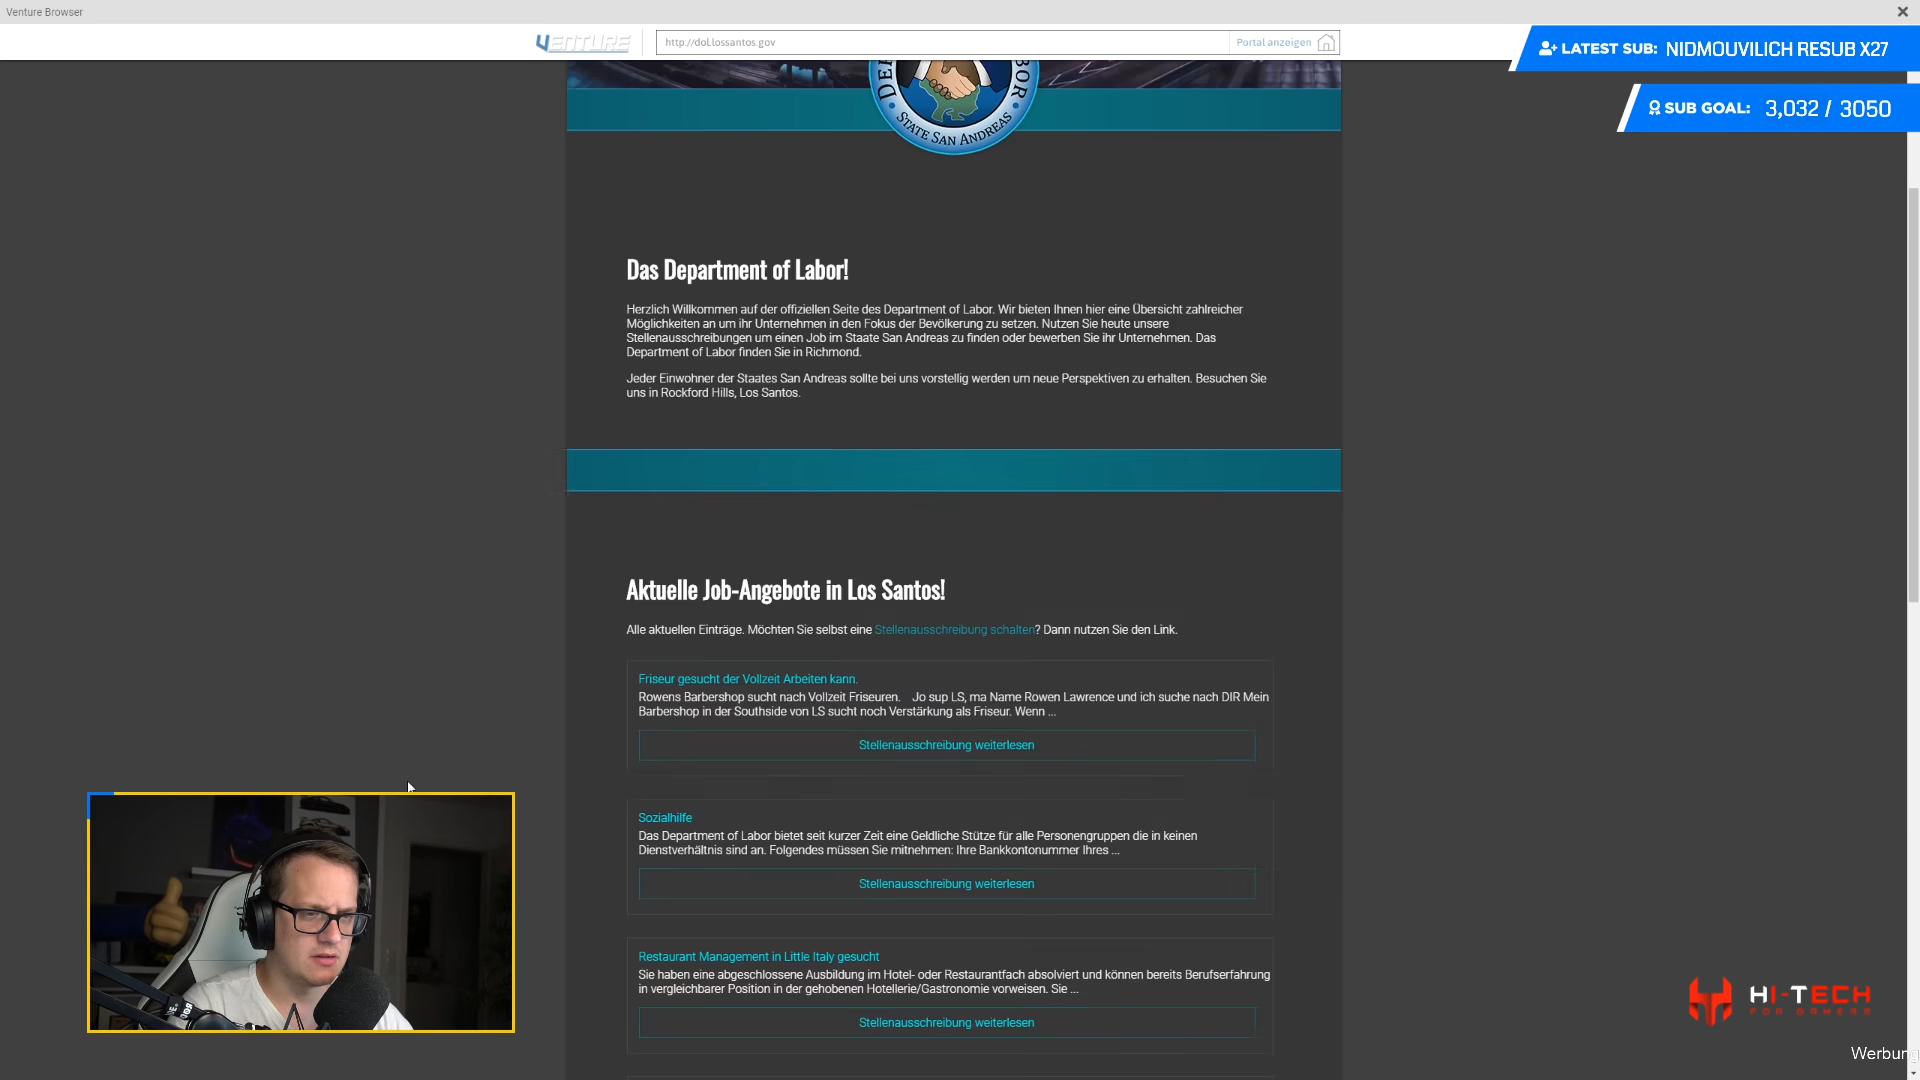 Venture Browser
VENTURE
http://dol.lossantos.gov
Portal anzeigen
LATEST SUB: NIDMOUVILICH RESUB X27
SUB GOAL: 3,032 / 3050
STATE SAN ANDREAS
Das Department of Labor!
Herzlich Willkommen auf der offiziellen Seite des Department of Labor. Wir bieten Ihnen hier eine Übersicht zahlreicher
Möglichkeiten an um ihr Unternehmen in den Fokus der Bevölkerung zu setzen. Nutzen Sie heute unsere
Stellenausschreibungen um einen Job im Staate San Andreas zu finden oder bewerben Sie ihr Unternehmen. Das
Department of Labor finden Sie in Richmond.
Jeder Einwohner der Staates San Andreas sollte bei uns vorstellig werden um neue Perspektiven zu erhalten. Besuchen Sie
uns in Rockford Hills, Los Santos.
Aktuelle Job-Angebote in Los Santos!
Alle aktuellen Einträge. Möchten Sie selbst eine Stellenausschreibung schalten? Dann nutzen Sie den Link.
Friseur gesucht der Vollzeit Arbeiten kann.
Rowens Barbershop sucht nach Vollzeit Friseuren. Jo sup LS, ma Name Rowen Lawrence und ich suche nach DIR Mein
Barbershop in der Southside von LS sucht noch Verstärkung als Friseur. Wenn ...
Stellenausschreibung weiterlesen
Sozialhilfe
Das Department of Labor bietet seit kurzer Zeit eine Geldliche Stütze für alle Personengruppen die in keinen
Dienstverhältnis sind an. Folgendes müssen Sie mitnehmen: Ihre Bankkontonummer Ihres ...
Stellenausschreibung weiterlesen
Restaurant Management in Little Italy gesucht
Sie haben eine abgeschlossene Ausbildung im Hotel- oder Restaurantfach absolviert und können bereits Berufserfahrung
in vergleichbarer Position in der gehobenen Hotellerie/Gastronomie vorweisen. Sie ...
Stellenausschreibung weiterlesen
HI-TECH
FOR GAMERS
Werbung